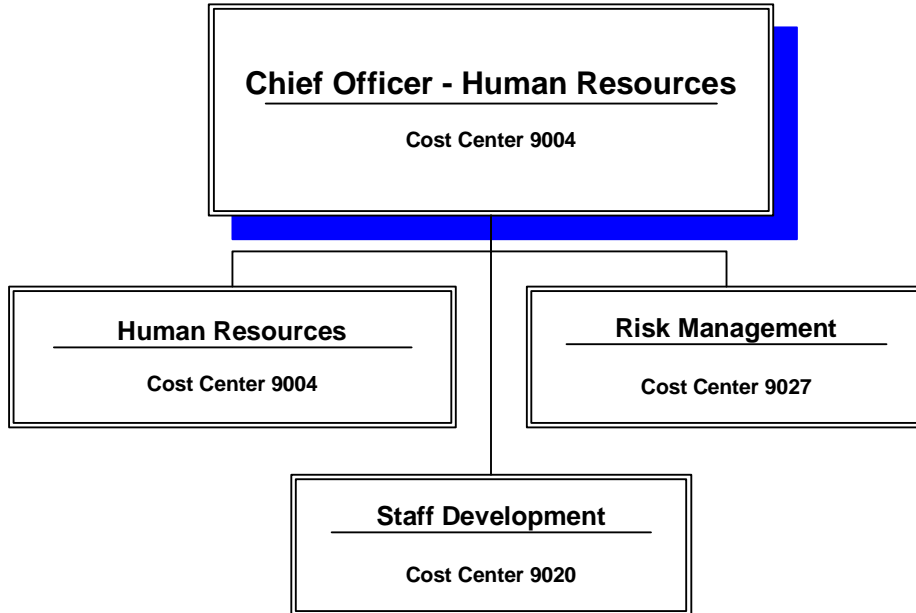 Chief Officer - Human Resources
Cost Center 9004
Human Resources
Cost Center 9004
Risk Management
Cost Center 9027
Staff Development
Cost Center 9020